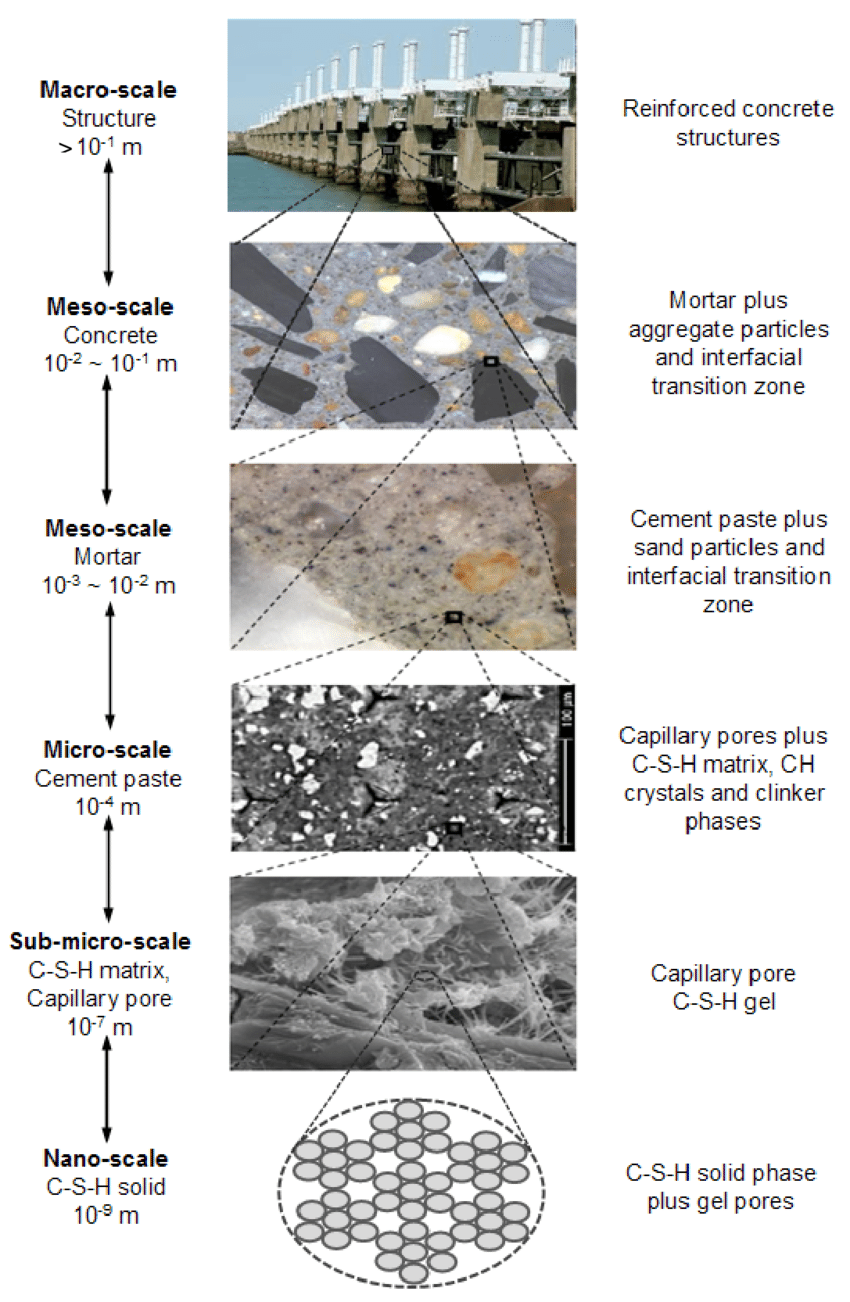 Macro-scale
Structure
> 10⁻¹ m
Reinforced concrete
structures
Meso-scale
Concrete
10⁻² ~ 10⁻¹ m
Mortar plus
aggregate particles
and interfacial
transition zone
Meso-scale
Mortar
10⁻³ ~ 10⁻² m
Cement paste plus
sand particles and
interfacial transition
zone
Micro-scale
Cement paste
10⁻⁴ m
100 µm
Capillary pores plus
C-S-H matrix, CH
crystals and clinker
phases
Sub-micro-scale
C-S-H matrix,
Capillary pore
10⁻⁷ m
Capillary pore
C-S-H gel
Nano-scale
C-S-H solid
10⁻⁹ m
C-S-H solid phase
plus gel pores